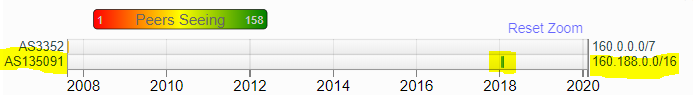 1 Peers Seeing 158
Reset Zoom
AS3352 160.0.0.0/7
AS135091 160.188.0.0/16
2008 2010 2012 2014 2016 2018 2020